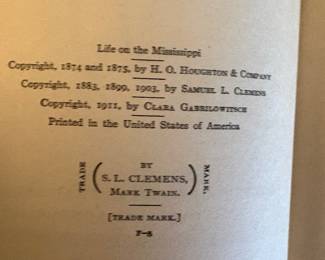 Life on the Mississippi
Copyright, 1874 and 1875, by H. O. Houghton & Company
Copyright, 1883, 1899, 1903, by Samuel L. Clemens
Copyright, 1911, by Clara Gabrilowitsch
Printed in the United States of America
TRADE
BY
S. L. CLEMENS,
MARK TWAIN.
MARK.
[TRADE MARK.]
F-S